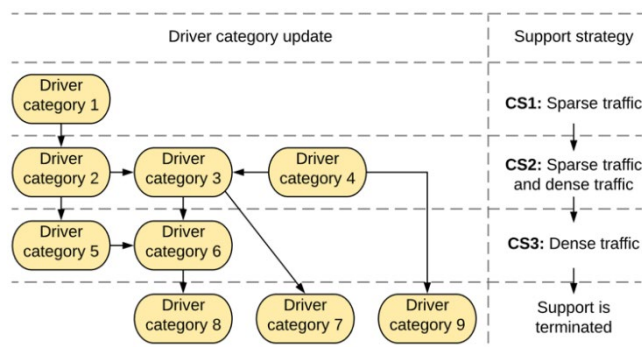 Driver category update
Support strategy
Driver
category 1
CS1: Sparse traffic
Driver
category 2
Driver
category 3
Driver
category 4
CS2: Sparse traffic
and dense traffic
Driver
category 5
Driver
category 6
CS3: Dense traffic
Driver
category 8
Driver
category 7
Driver
category 9
Support is
terminated